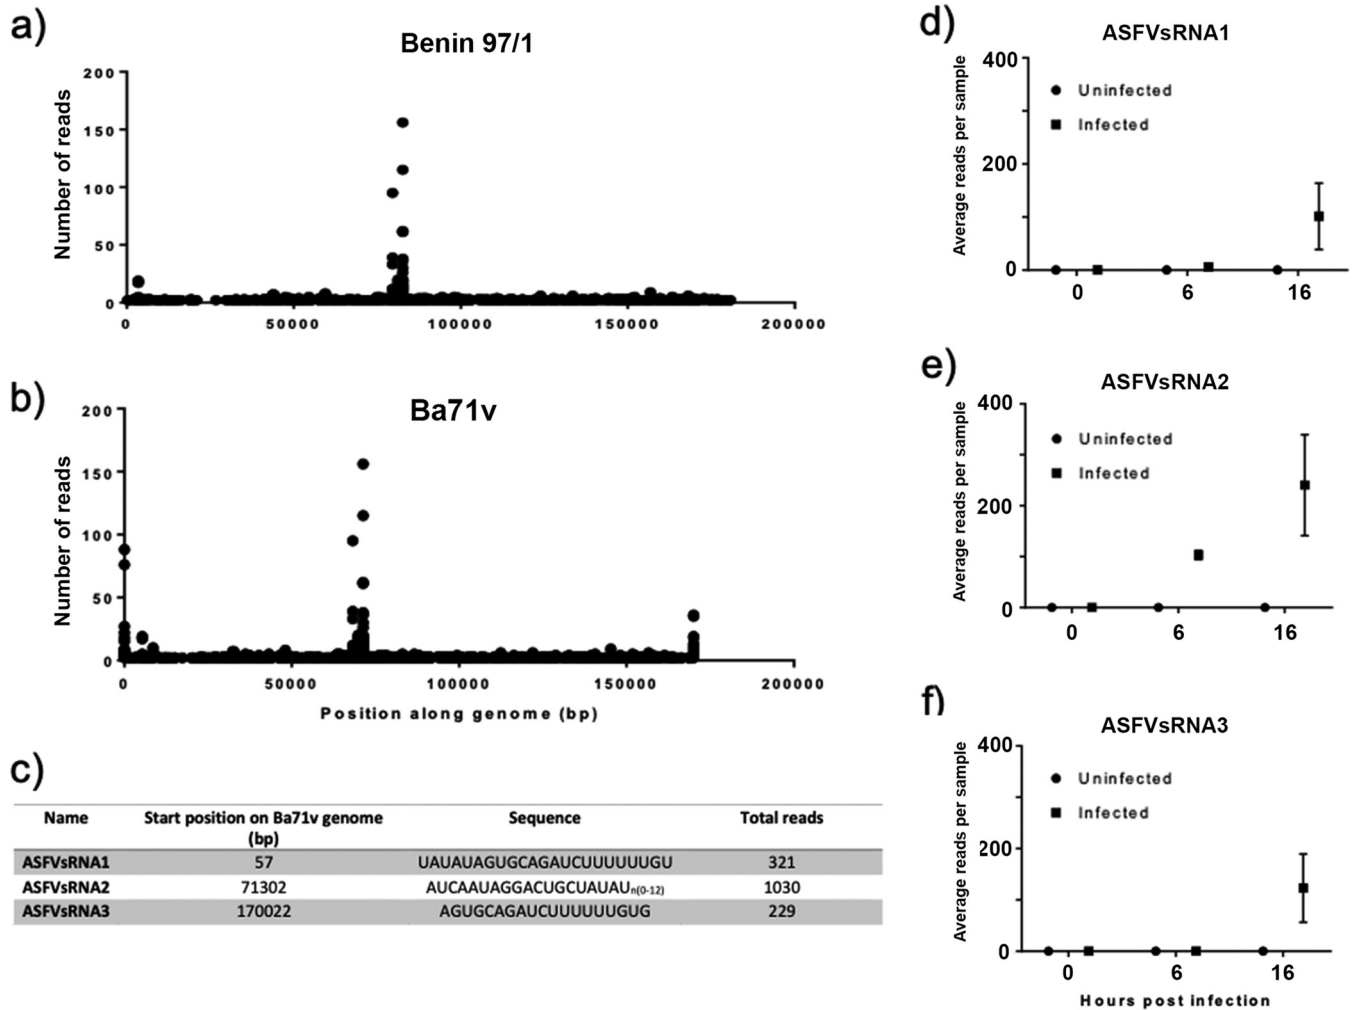 a)
Benin 97/1
200
150
100
50
0
Number of reads
0 50000 100000 150000 200000
b)
Ba71v
200
150
100
50
0
Number of reads
0 50000 100000 150000 200000
Position along genome (bp)
c)
Name Start position on Ba71v genome (bp) Sequence Total reads
ASFVsRNA1 57 UAUAUAGUGCAGAUCUUUUUUGU 321
ASFVsRNA2 71302 AUCAAUAGGACUGCUAUAUn(0-12) 1030
ASFVsRNA3 170022 AGUGCAGAUCUUUUUUGUG 229
d)
ASFVsRNA1
400
200
0
Average reads per sample
Uninfected
Infected
0 6 16
e)
ASFVsRNA2
400
200
0
Average reads per sample
Uninfected
Infected
0 6 16
f)
ASFVsRNA3
400
200
0
Average reads per sample
Uninfected
Infected
0 6 16
Hours post infection